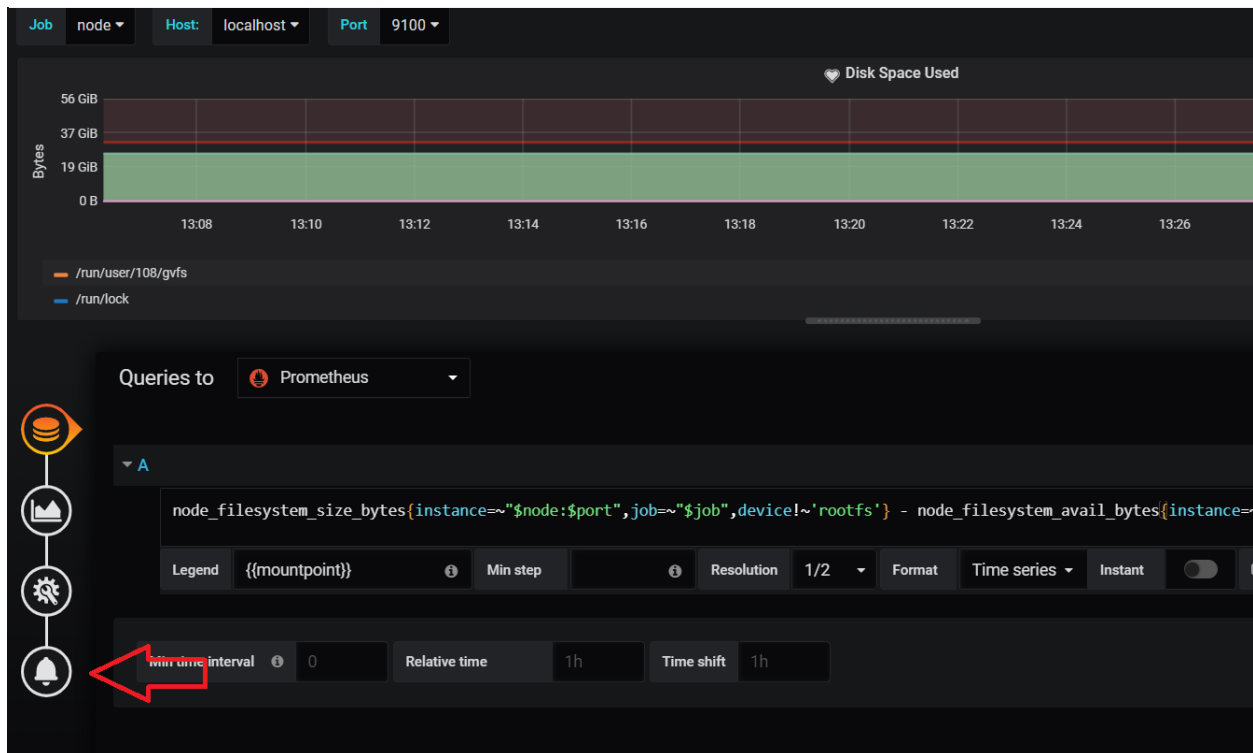 Job node Host: localhost Port 9100
Disk Space Used
56 GiB
37 GiB
19 GiB
0 B
Bytes
13:08 13:10 13:12 13:14 13:16 13:18 13:20 13:22 13:24 13:26
/run/user/108/gvfs
/run/lock
Queries to Prometheus
A
node_filesystem_size_bytes{instance=~"$node:$port",job=~"$job",device!~'rootfs'} - node_filesystem_avail_bytes{instance=~
Legend {{mountpoint}} Min step Resolution 1/2 Format Time series Instant
Min time interval 0 Relative time 1h Time shift 1h